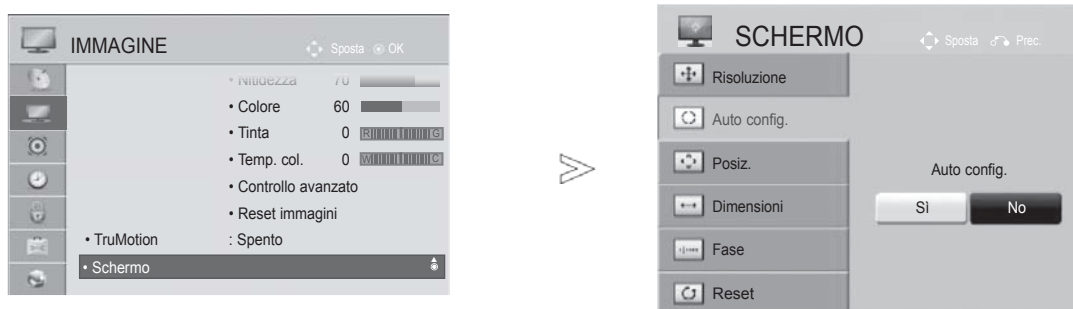 IMMAGINE
Sposta OK
• Nitidezza 70
• Colore 60
• Tinta 0 R G
• Temp. col. 0 W C
• Controllo avanzato
• Reset immagini
• TruMotion : Spento
• Schermo
SCHERMO
Sposta Prec.
Risoluzione
Auto config.
Posiz.
Dimensioni
Fase
Reset
Auto config.
Sì No